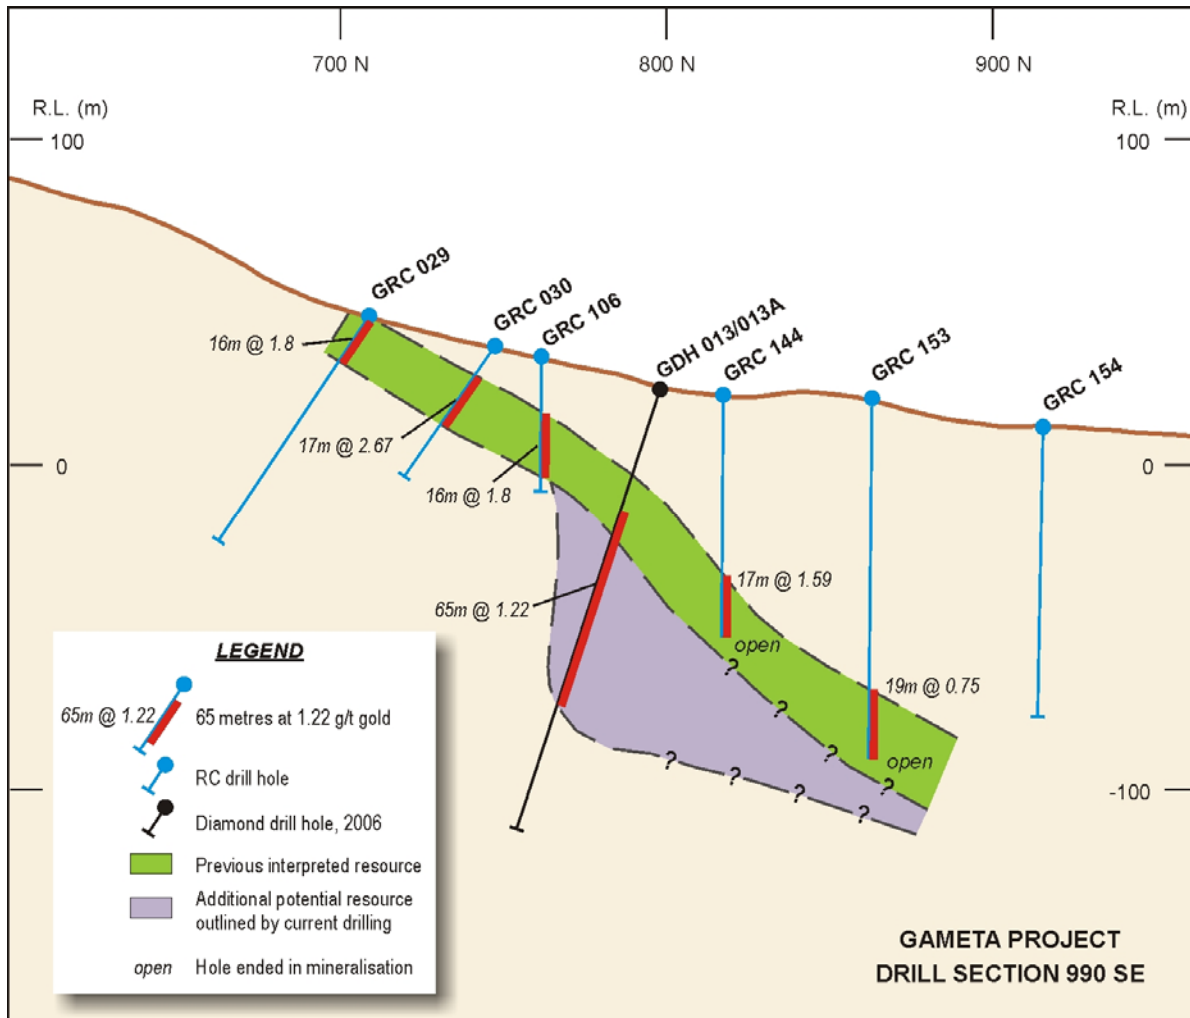 700 N
800 N
900 N
R.L. (m)
R.L. (m)
100
100
GRC 029
GRC 030
GRC 106
GDH 013/013A
GRC 144
GRC 153
GRC 154
16m @ 1.8
17m @ 2.67
0
0
16m @ 1.8
17m @ 1.59
65m @ 1.22
open
?
19m @ 0.75
?
?
open
?
?
?
?
?
-100
LEGEND
65m @ 1.22
65 metres at 1.22 g/t gold
RC drill hole
Diamond drill hole, 2006
Previous interpreted resource
Additional potential resource
outlined by current drilling
open
Hole ended in mineralisation
GAMETA PROJECT
DRILL SECTION 990 SE